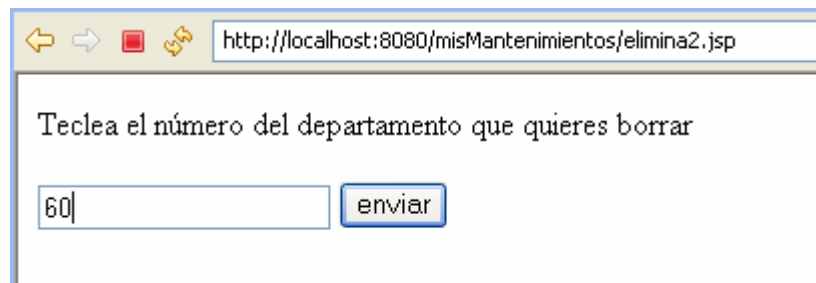 http://localhost:8080/misMantenimientos/elimina2.jsp
Teclea el número del departamento que quieres borrar
60 enviar